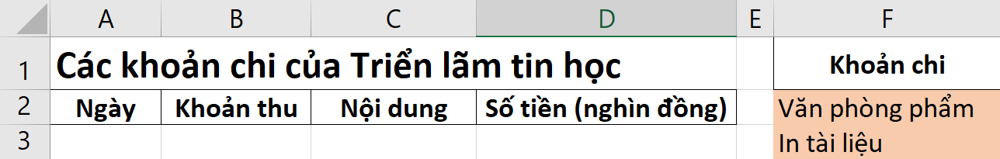 A B C D E F
1 Các khoản chi của Triển lãm tin học Khoản chi
2 Ngày Khoản thu Nội dung Số tiền (nghìn đồng) Văn phòng phẩm
3 In tài liệu